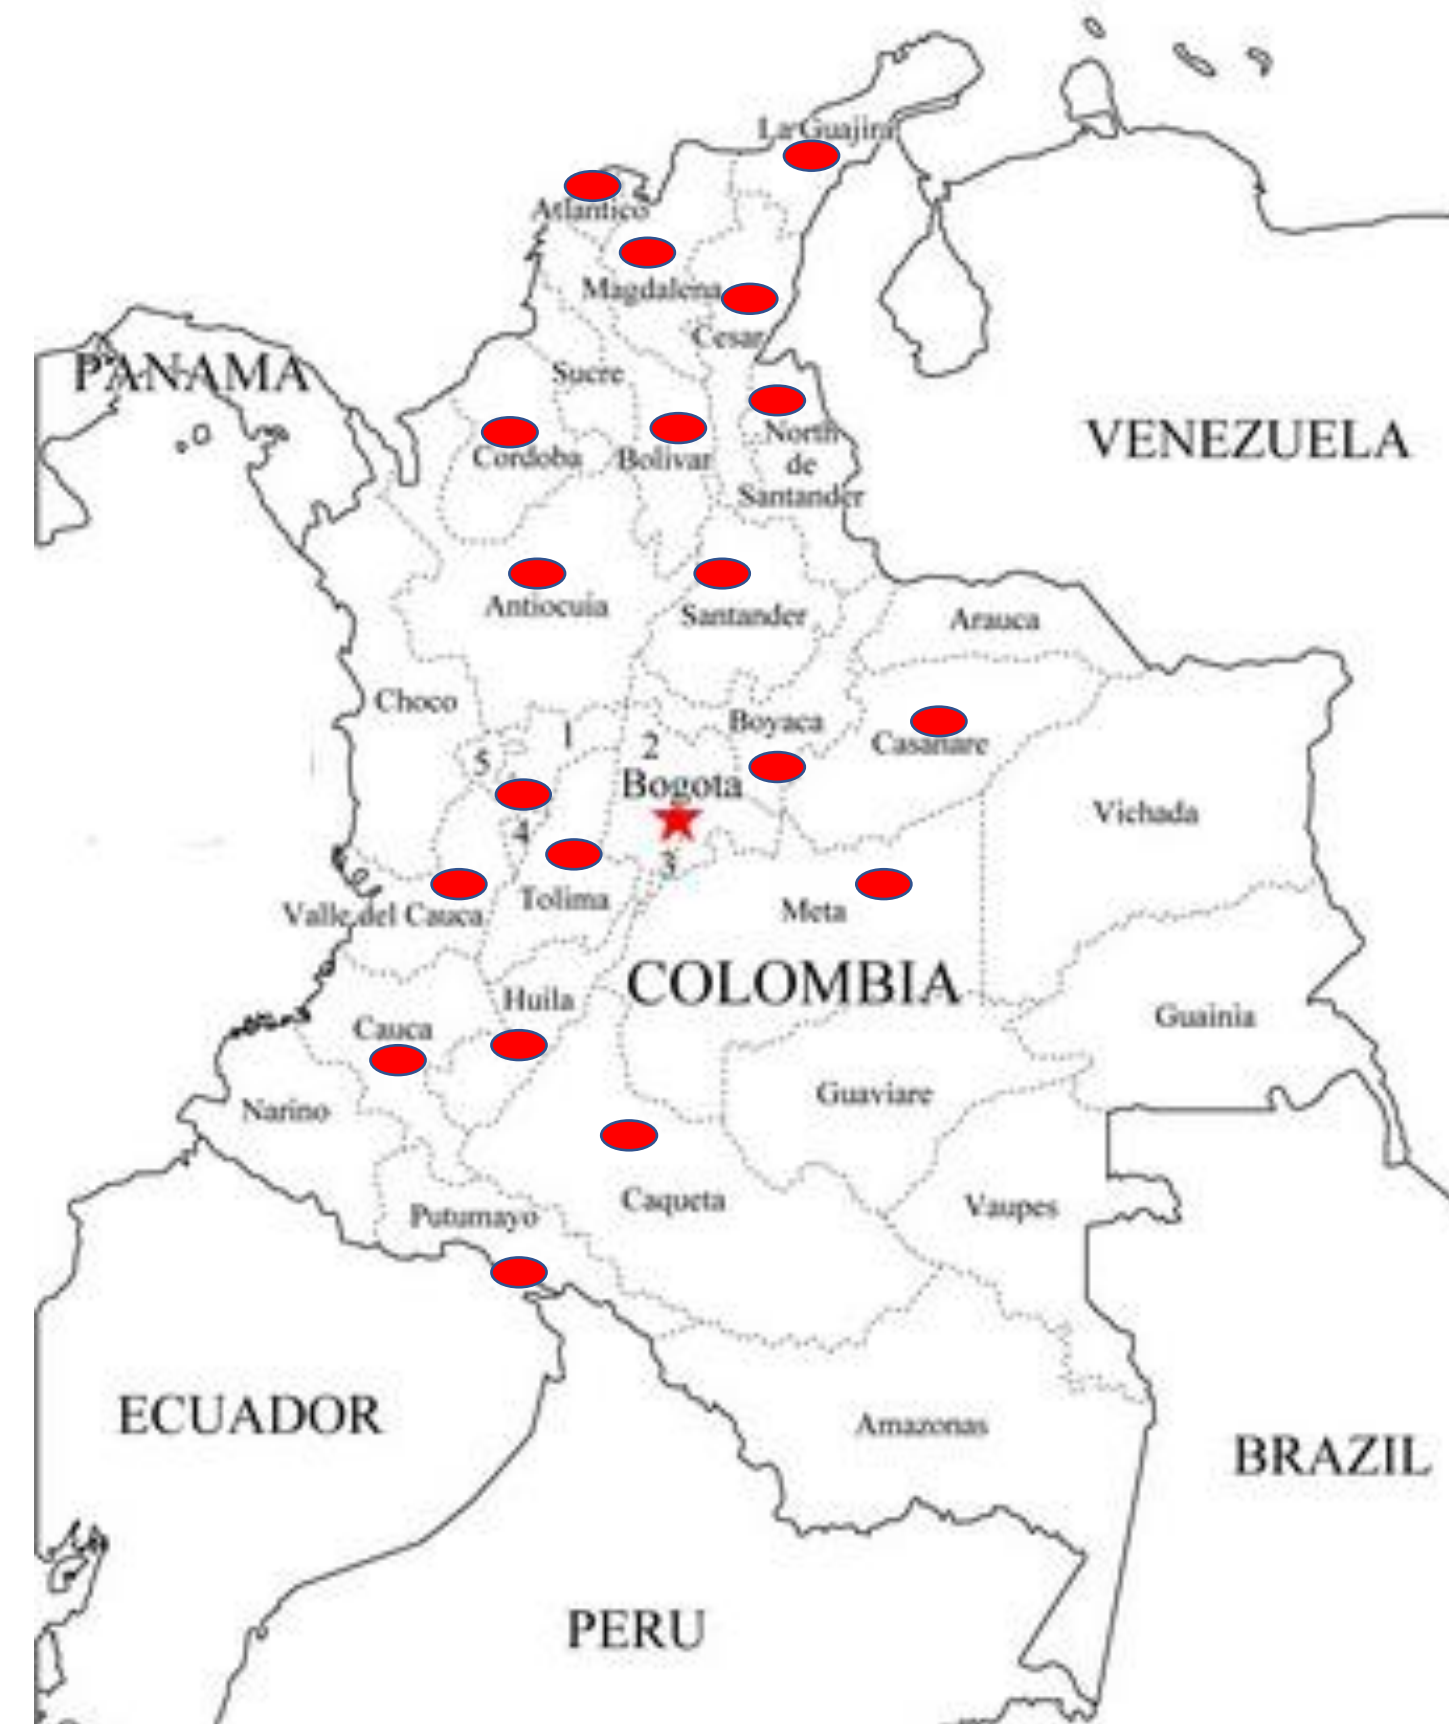 La Guajira
Atlantico
Magdalena
Cesar
PANAMA
Sucre
VENEZUELA
Cordoba
Bolivar
North
de
Santander
Antiocuia
Santander
Arauca
Choco
Boyaca
1
2
Casanare
5
Bogota
Vichada
4
3
Tolima
Meta
Valle del Cauca
COLOMBIA
Huila
Guainia
Cauca
Guaviare
Narino
Caqueta
Vaupes
Putumayo
ECUADOR
Amazonas
BRAZIL
PERU